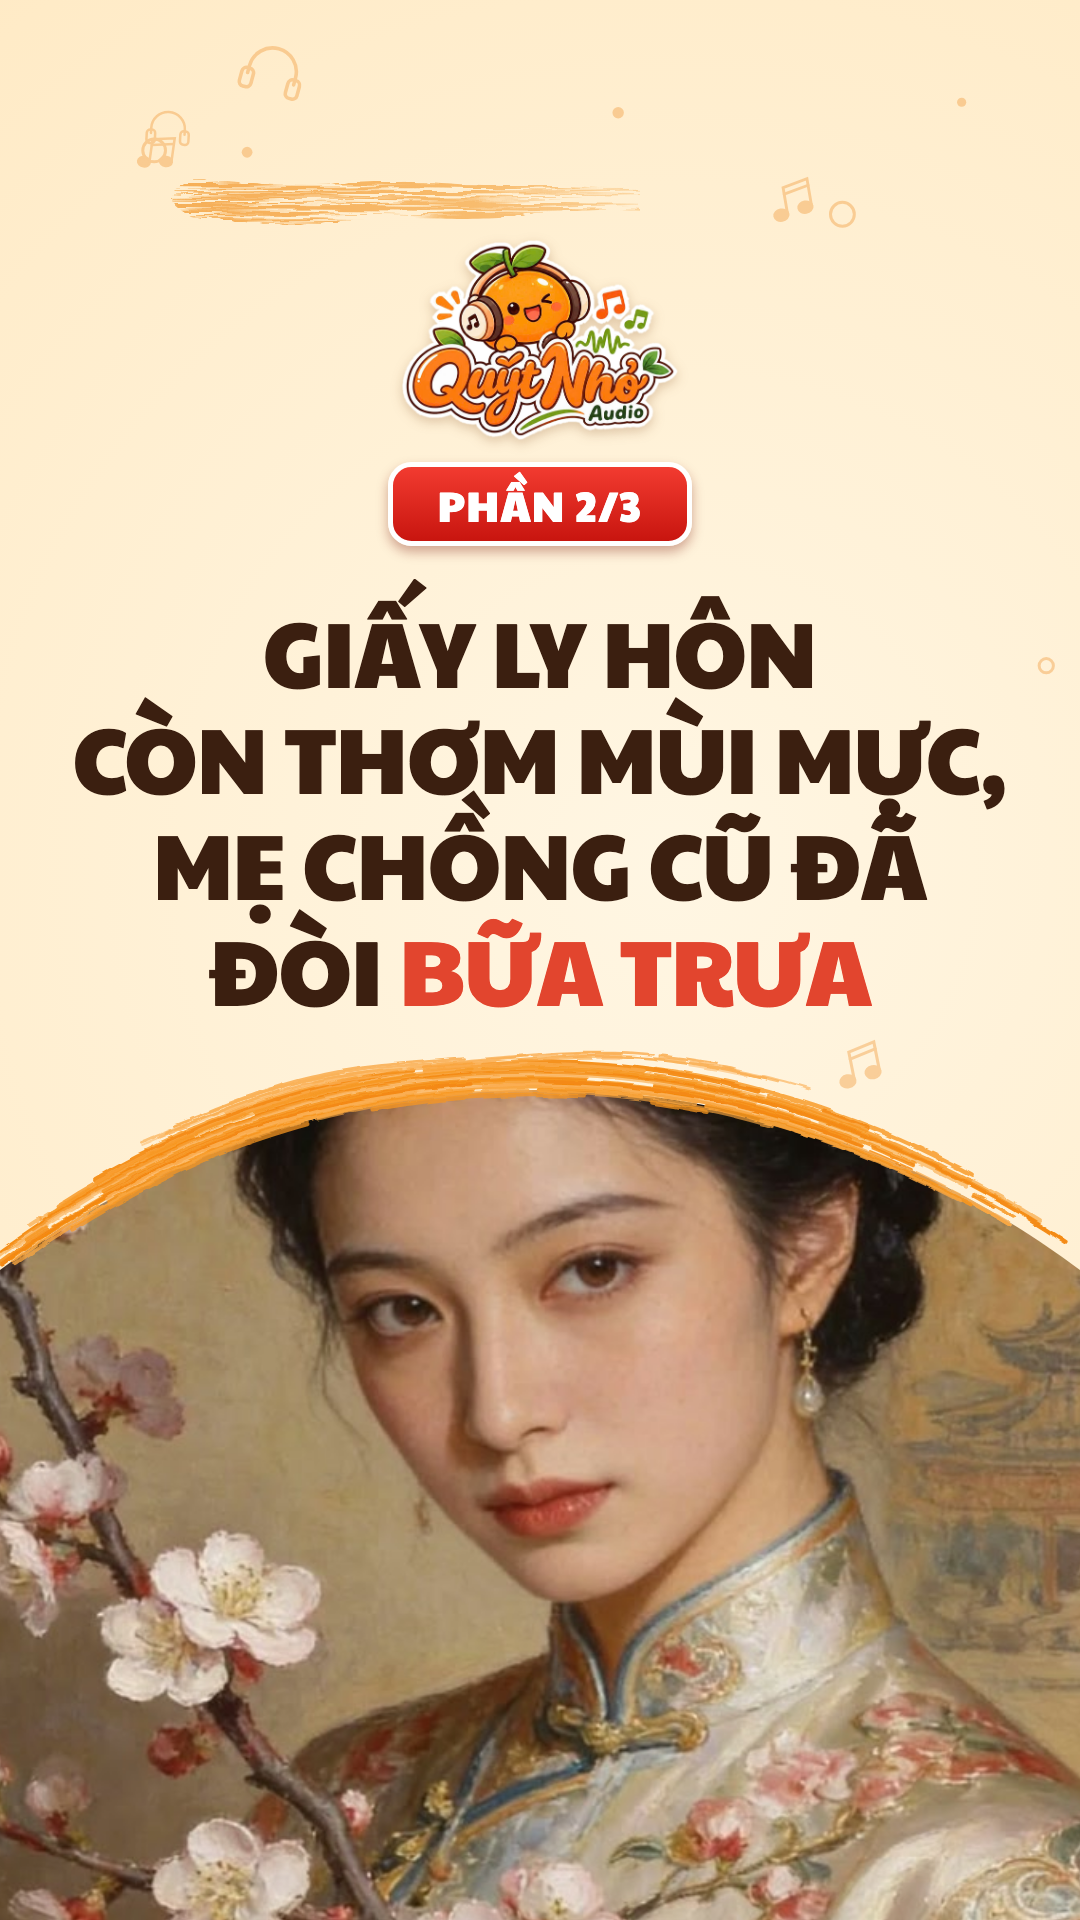 Quýt Nhỏ
Audio
PHẦN 2/3
GIẤY LY HÔN
CÒN THƠM MÙI MỰC,
MẸ CHỒNG CŨ ĐÃ
ĐÒI BỮA TRƯA